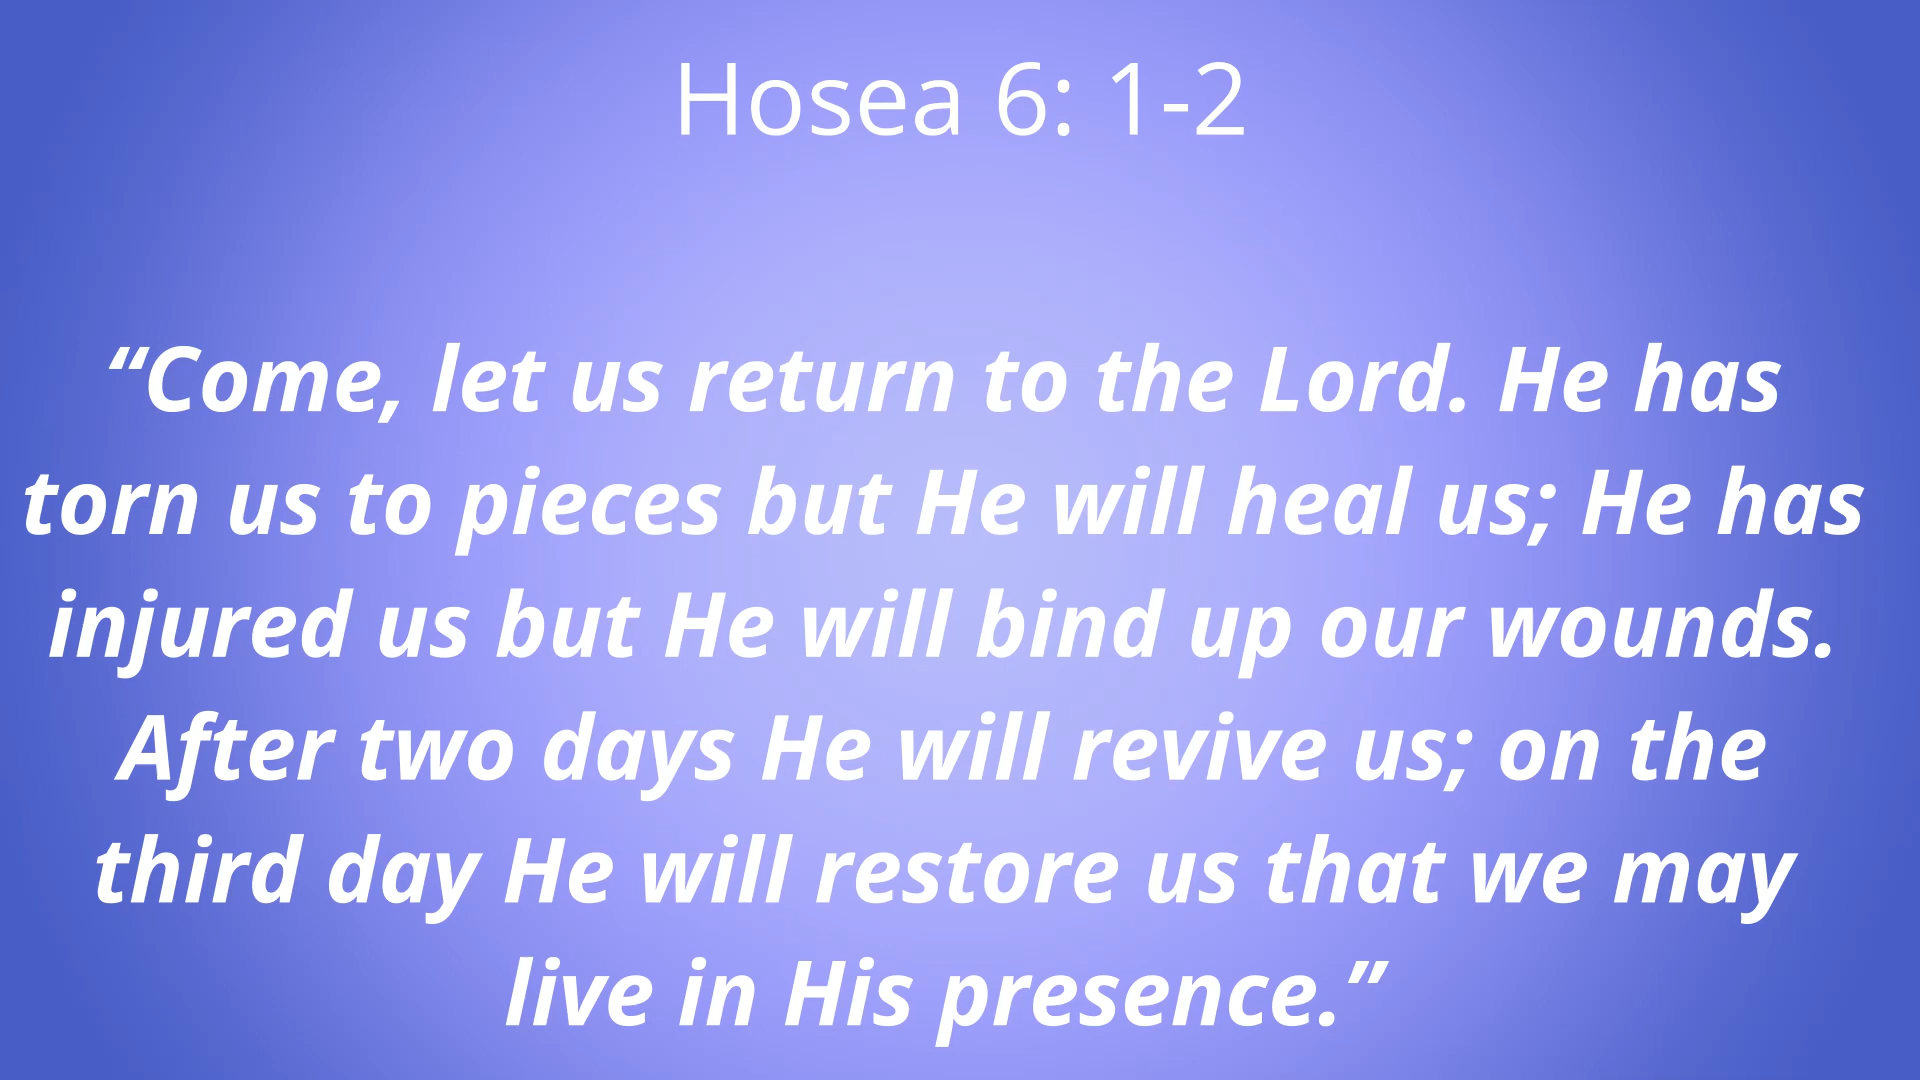 Hosea 6: 1-2
“Come, let us return to the Lord. He has
torn us to pieces but He will heal us; He has
injured us but He will bind up our wounds.
After two days He will revive us; on the
third day He will restore us that we may
live in His presence.”